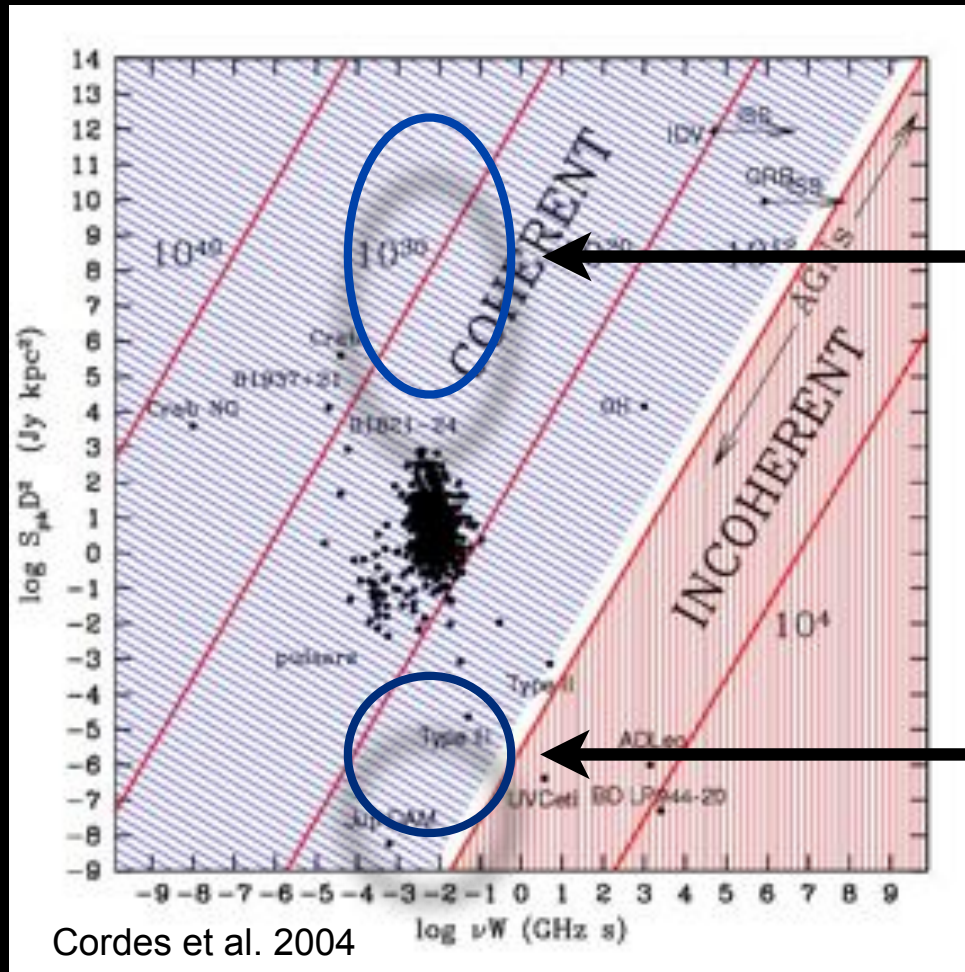 14
13
12
11
10
9
8
7
6
5
4
3
2
1
0
-1
-2
-3
-4
-5
-6
-7
-8
-9
log S_pk D² (Jy kpc²)
-9 -8 -7 -6 -5 -4 -3 -2 -1 0 1 2 3 4 5 6 7 8 9
log νW (GHz s)
IDV ISS
GRB ISS
COHERENT
AGNs
10⁴⁰ 10³⁰
Crab
B1937+21
Crab NG
B1821-24
OH
INCOHERENT
10⁴
pulsars
Type II
Type III
ADLeo
UVCeti BD LP944-20
Jup DAM
Cordes et al. 2004